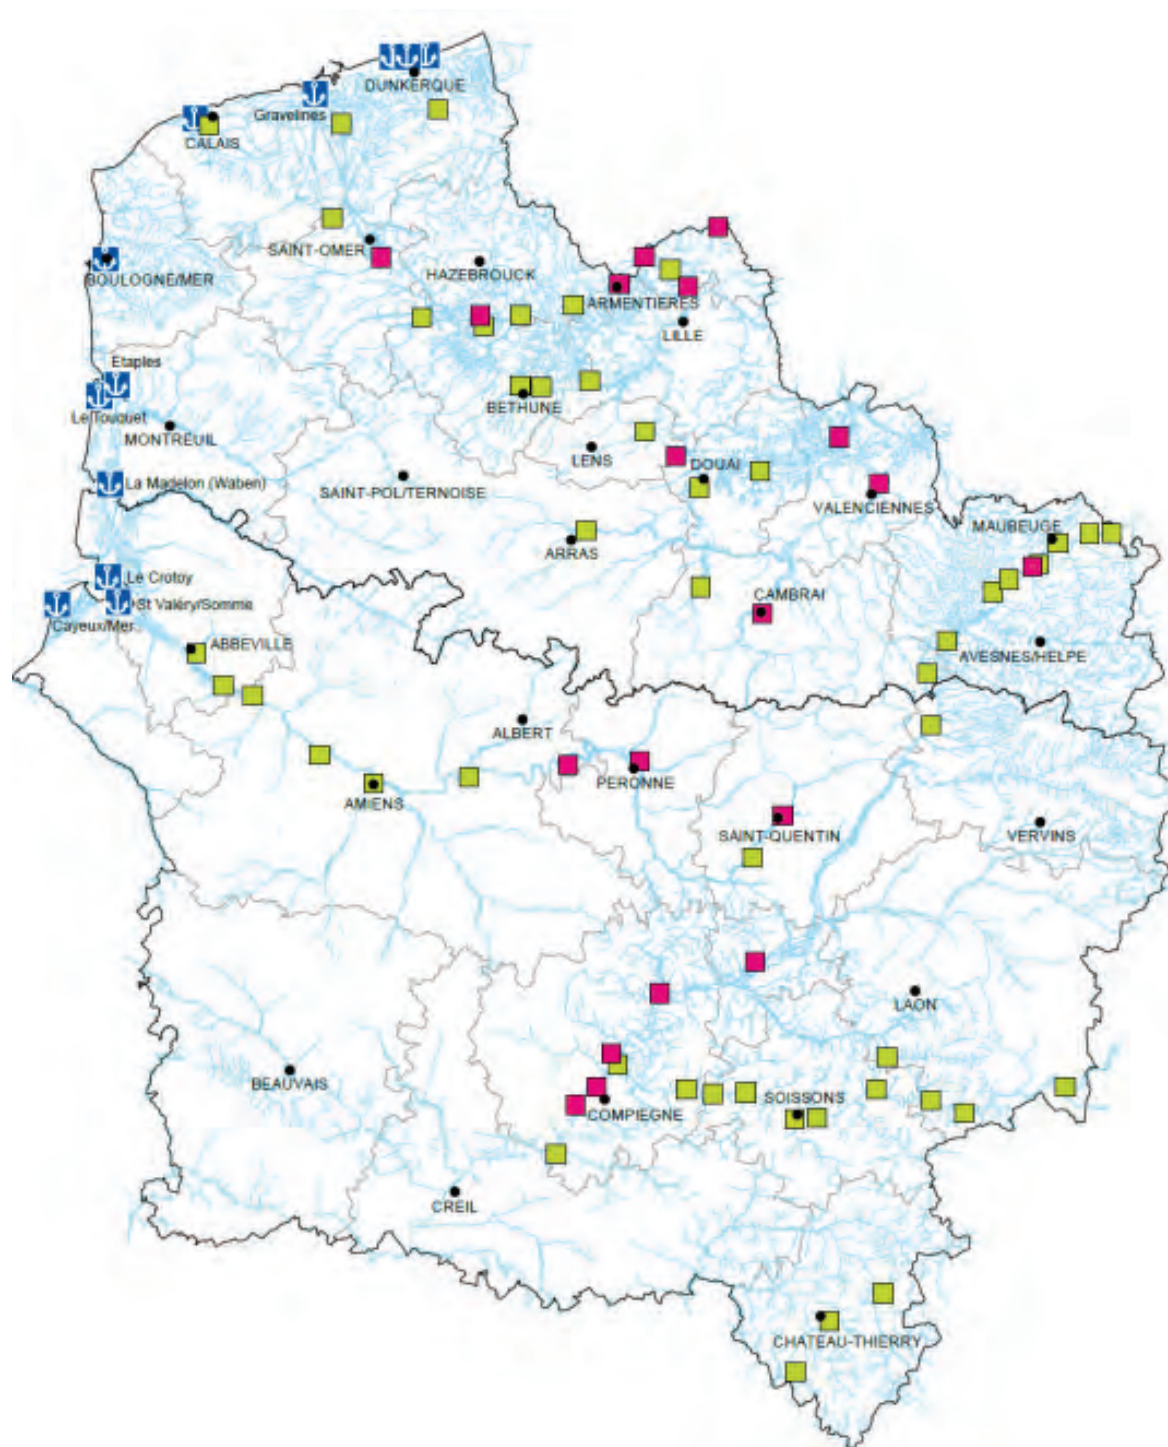 DUNKERQUE
Gravelines
CALAIS
SAINT-OMER
HAZEBROUCK
BOULOGNE/MER
ARMENTIERES
LILLE
Etaples
Le Touquet
BETHUNE
MONTREUIL
LENS
DOUAI
La Madelon (Waben)
SAINT-POL/TERNOISE
VALENCIENNES
MAUBEUGE
ARRAS
Le Crotoy
St Valéry/Somme
CAMBRAI
Cayeux/Mer
ABBEVILLE
AVESNES/HELPE
ALBERT
PERONNE
AMIENS
SAINT-QUENTIN
VERVINS
LAON
BEAUVAIS
COMPIEGNE
SOISSONS
CREIL
CHATEAU-THIERRY